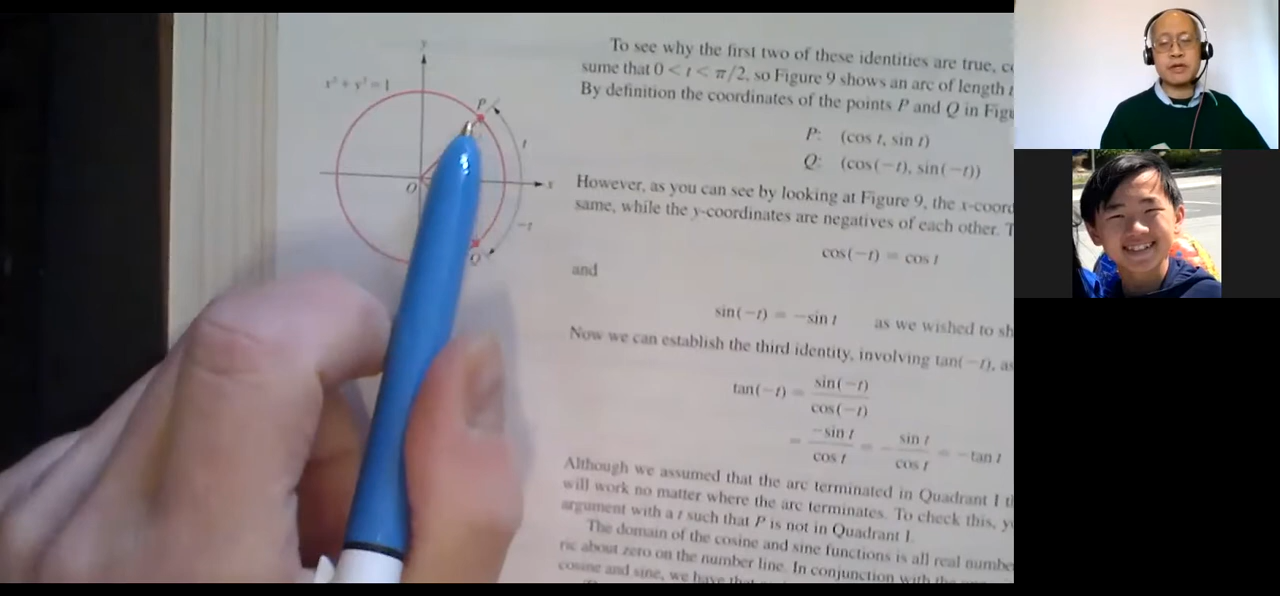 y
x² + y² = 1
P
t
O
x
−t
Q
To see why the first two of these identities are true,
sume that 0 < t < π/2, so Figure 9 shows an arc of length
By definition the coordinates of the points P and Q in
P: (cos t, sin t)
Q: (cos(−t), sin(−t))
However, as you can see by looking at Figure 9, the
same, while the y-coordinates are negatives of each other.
cos(−t) = cos t
and
sin(−t) = −sin t as we wished to
Now we can establish the third identity, involving tan(−t),
tan(−t) = sin(−t)
cos(−t)
= −sin t = − sin t = −tan t
cos t cos t
Although we assumed that the arc terminated in Quadrant I
will work no matter where the arc terminates. To check this,
argument with a t such that P is not in Quadrant I.
The domain of the cosine and sine functions is all real
ric about zero on the number line. In conjunction with the
cosine and sine, we have that